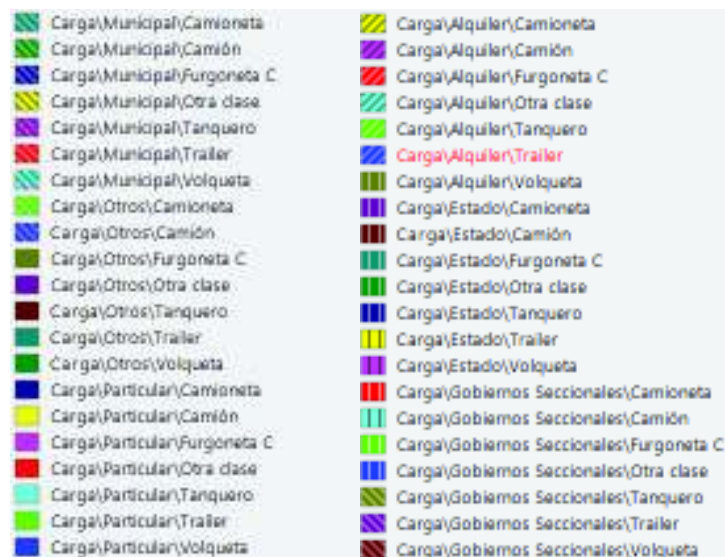 Carga\Municipal\Camioneta
Carga\Municipal\Camión
Carga\Municipal\Furgoneta C
Carga\Municipal\Otra clase
Carga\Municipal\Tanquero
Carga\Municipal\Trailer
Carga\Municipal\Volqueta
Carga\Otros\Camioneta
Carga\Otros\Camión
Carga\Otros\Furgoneta C
Carga\Otros\Otra clase
Carga\Otros\Tanquero
Carga\Otros\Trailer
Carga\Otros\Volqueta
Carga\Particular\Camioneta
Carga\Particular\Camión
Carga\Particular\Furgoneta C
Carga\Particular\Otra clase
Carga\Particular\Tanquero
Carga\Particular\Trailer
Carga\Particular\Volqueta
Carga\Alquiler\Camioneta
Carga\Alquiler\Camión
Carga\Alquiler\Furgoneta C
Carga\Alquiler\Otra clase
Carga\Alquiler\Tanquero
Carga\Alquiler\Trailer
Carga\Alquiler\Volqueta
Carga\Estado\Camioneta
Carga\Estado\Camión
Carga\Estado\Furgoneta C
Carga\Estado\Otra clase
Carga\Estado\Tanquero
Carga\Estado\Trailer
Carga\Estado\Volqueta
Carga\Gobiernos Seccionales\Camioneta
Carga\Gobiernos Seccionales\Camión
Carga\Gobiernos Seccionales\Furgoneta C
Carga\Gobiernos Seccionales\Otra clase
Carga\Gobiernos Seccionales\Tanquero
Carga\Gobiernos Seccionales\Trailer
Carga\Gobiernos Seccionales\Volqueta